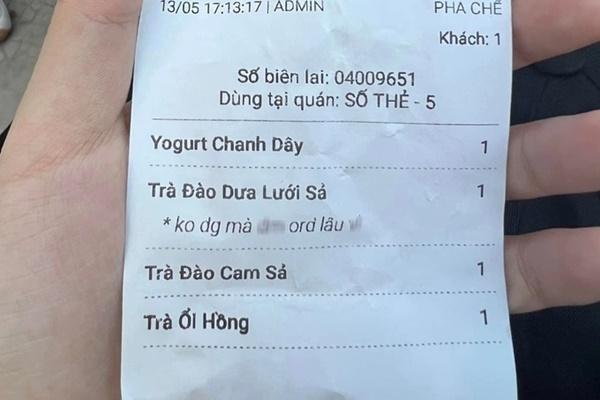 13/05 17:13:17 | ADMIN PHA CHẾ
Khách: 1
Số biên lai: 04009651
Dùng tại quán: SỐ THẺ - 5
Yogurt Chanh Dây 1
Trà Đào Dưa Lưới Sả 1
* ko dg mà ord lâu
Trà Đào Cam Sả 1
Trà Ổi Hồng 1